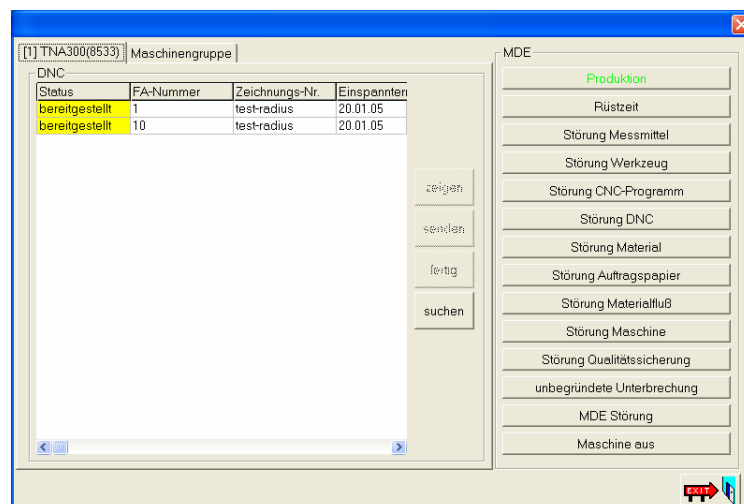 [1] TNA300(8533) Maschinengruppe
DNC
Status FA-Nummer Zeichnungs-Nr. Einspannten
bereitgestellt 1 test-radius 20.01.05
bereitgestellt 10 test-radius 20.01.05
zeigen
senden
fertig
suchen
MDE
Produktion
Rüstzeit
Störung Messmittel
Störung Werkzeug
Störung CNC-Programm
Störung DNC
Störung Material
Störung Auftragspapier
Störung Materialfluß
Störung Maschine
Störung Qualitätssicherung
unbegründete Unterbrechung
MDE Störung
Maschine aus
EXIT